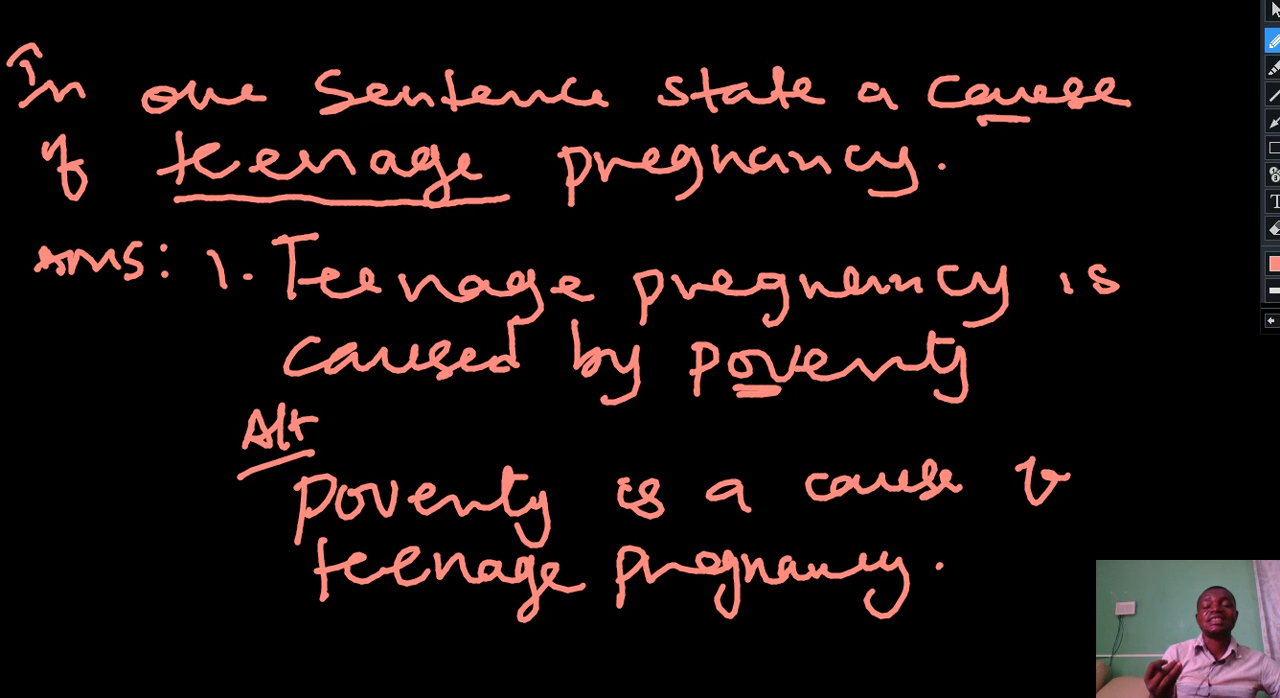 In one sentence state a cause
of teenage pregnancy.
Ans: 1. Teenage pregnancy is
caused by poverty
Alt
poverty is a cause of
teenage pregnancy.